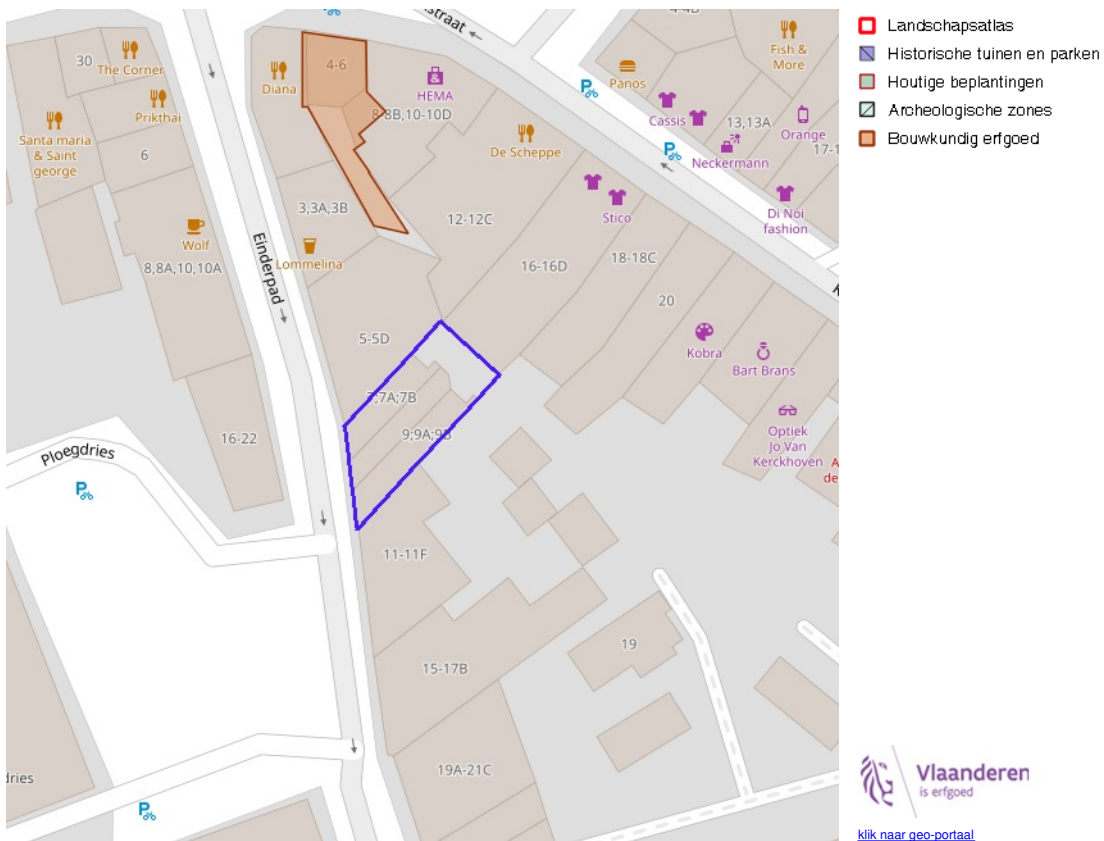 straat
30
The Corner
Diana
4-6
HEMA
8-8B,10-10D
Panos
Fish &
More
Prikthai
Santa maria
& Saint
george
6
De Scheppe
Cassis
13,13A
Orange
Neckermann
3,3A,3B
12-12C
Stico
Di Noi
fashion
Wolf
8,8A,10,10A
Einderpad
Lommelina
16-16D
18-18C
20
5-5D
Kobra
Bart Brans
7;7A;7B
9;9A;9B
16-22
Ploegdries
Optiek
Jo Van
Kerckhoven
A
de
11-11F
19
15-17B
19A-21C
dries
Landschapsatlas
Historische tuinen en parken
Houtige beplantingen
Archeologische zones
Bouwkundig erfgoed
Vlaanderen
is erfgoed
klik naar geo-portaal